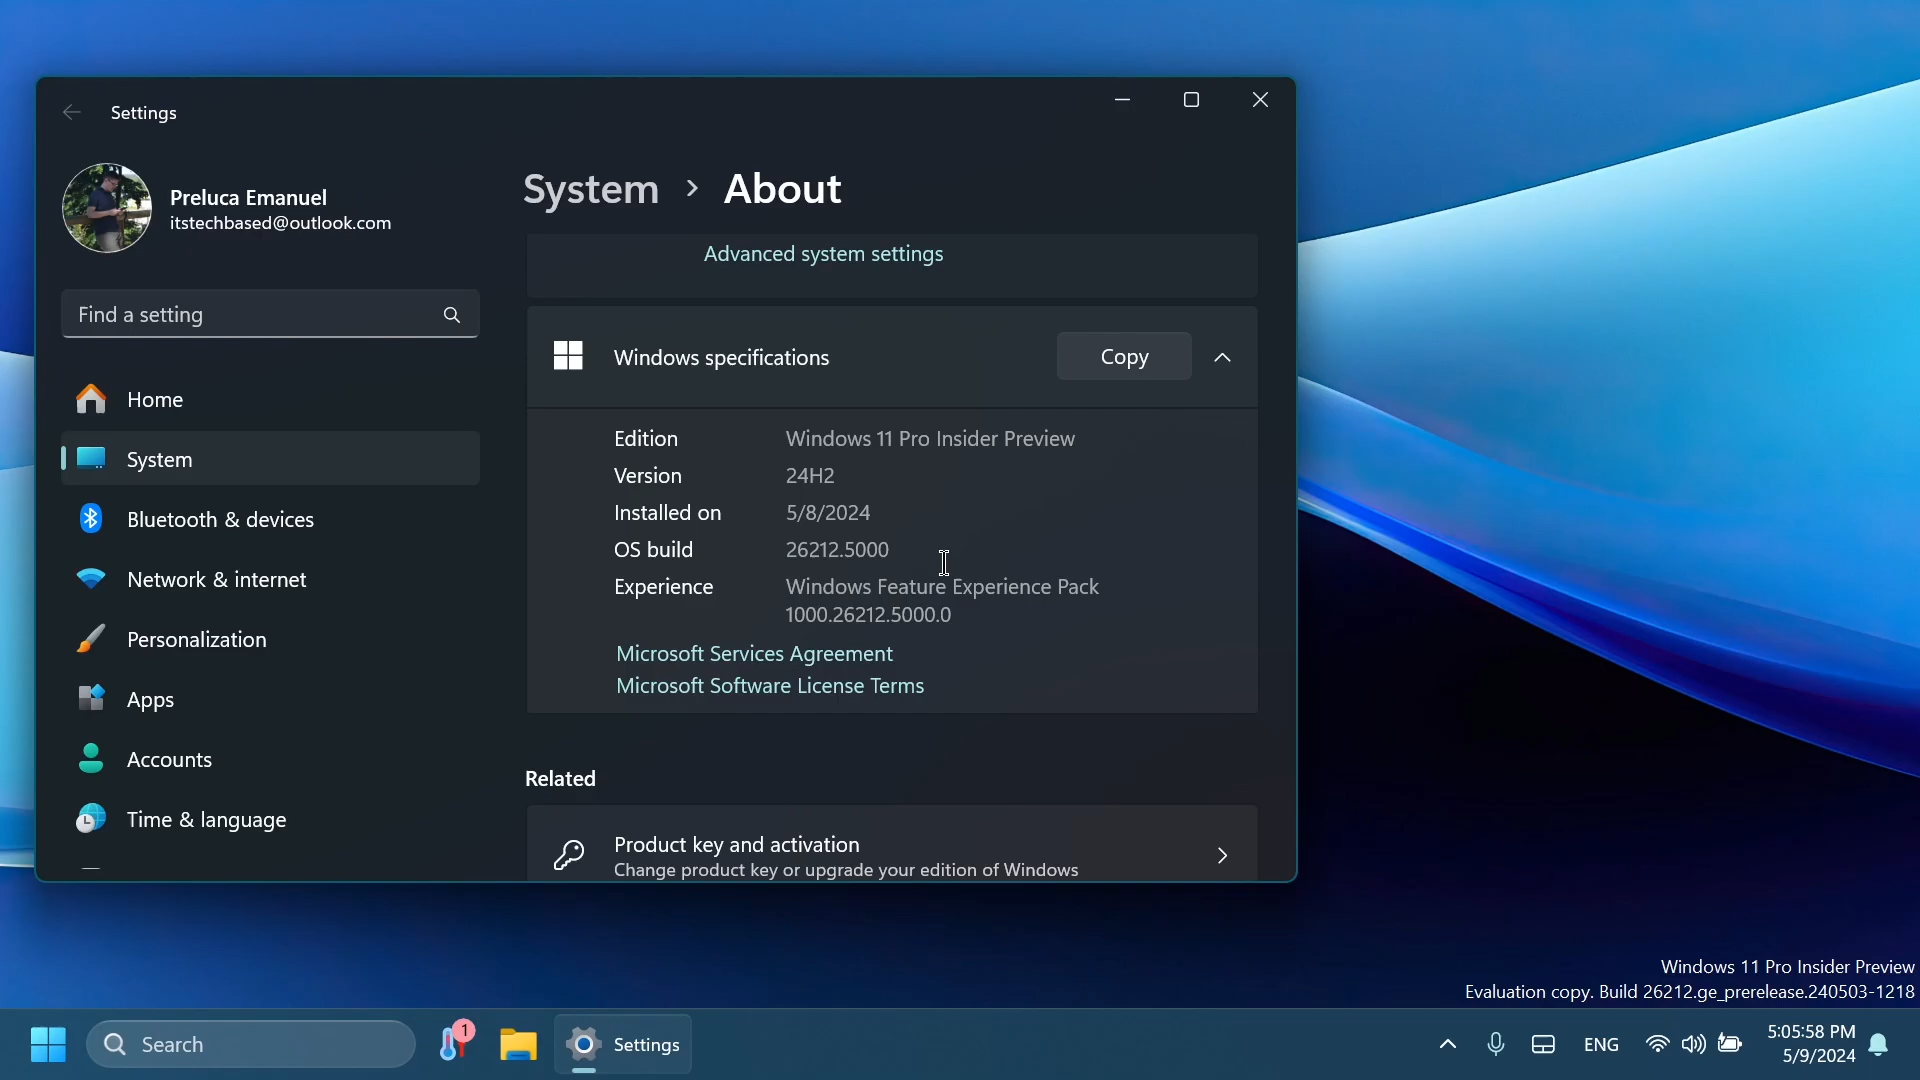 Settings
Preluca Emanuel
itstechbased@outlook.com
Find a setting
Home
System
Bluetooth & devices
Network & internet
Personalization
Apps
Accounts
Time & language
System > About
Advanced system settings
Windows specifications
Copy
Edition Windows 11 Pro Insider Preview
Version 24H2
Installed on 5/8/2024
OS build 26212.5000
Experience Windows Feature Experience Pack
1000.26212.5000.0
Microsoft Services Agreement
Microsoft Software License Terms
Related
Product key and activation
Change product key or upgrade your edition of Windows
Windows 11 Pro Insider Preview
Evaluation copy. Build 26212.ge_prerelease.240503-1218
Search
1
Settings
ENG
5:05:58 PM
5/9/2024